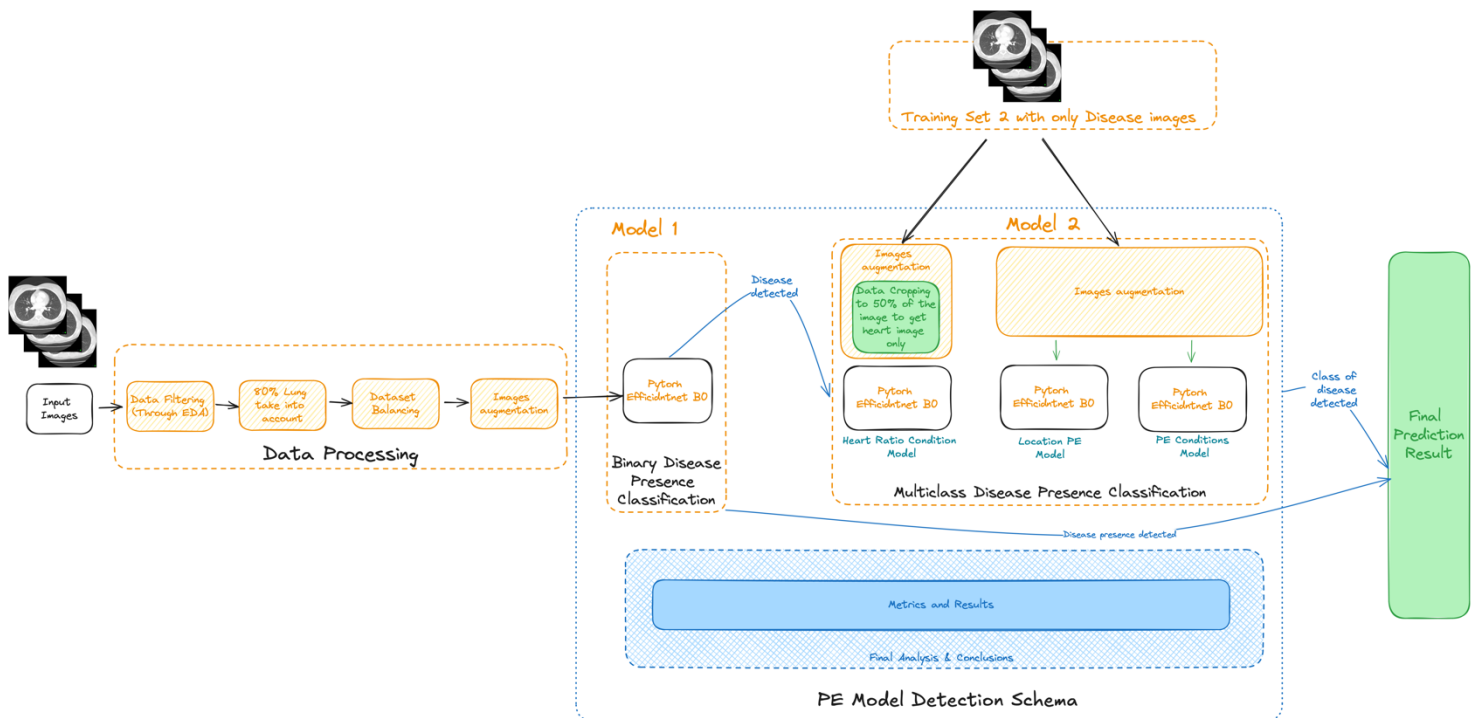 Training Set 2 with only Disease images
Model 1
Model 2
Input
Images
Data Filtering
(Through EDA)
80% Lung
take into
account
Dataset
Balancing
Images
augmentation
Data Processing
Pytorh
Efficidntnet B0
Binary Disease
Presence
Classification
Disease
detected
Images
augmentation
Data Cropping
to 50% of the
image to get
heart image
only
Images augmentation
Pytorh
Efficidntnet B0
Heart Ratio Condition
Model
Pytorh
Efficidntnet B0
Location PE
Model
Pytorh
Efficidntnet B0
PE Conditions
Model
Multiclass Disease Presence Classification
Class of
disease
detected
Disease presence detected
Final
Prediction
Result
Metrics and Results
Final Analysis & Conclusions
PE Model Detection Schema